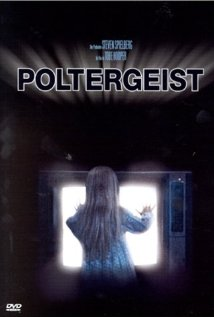 STEVEN SPIELBERG
TOBE HOOPER
POLTERGEIST
DVD